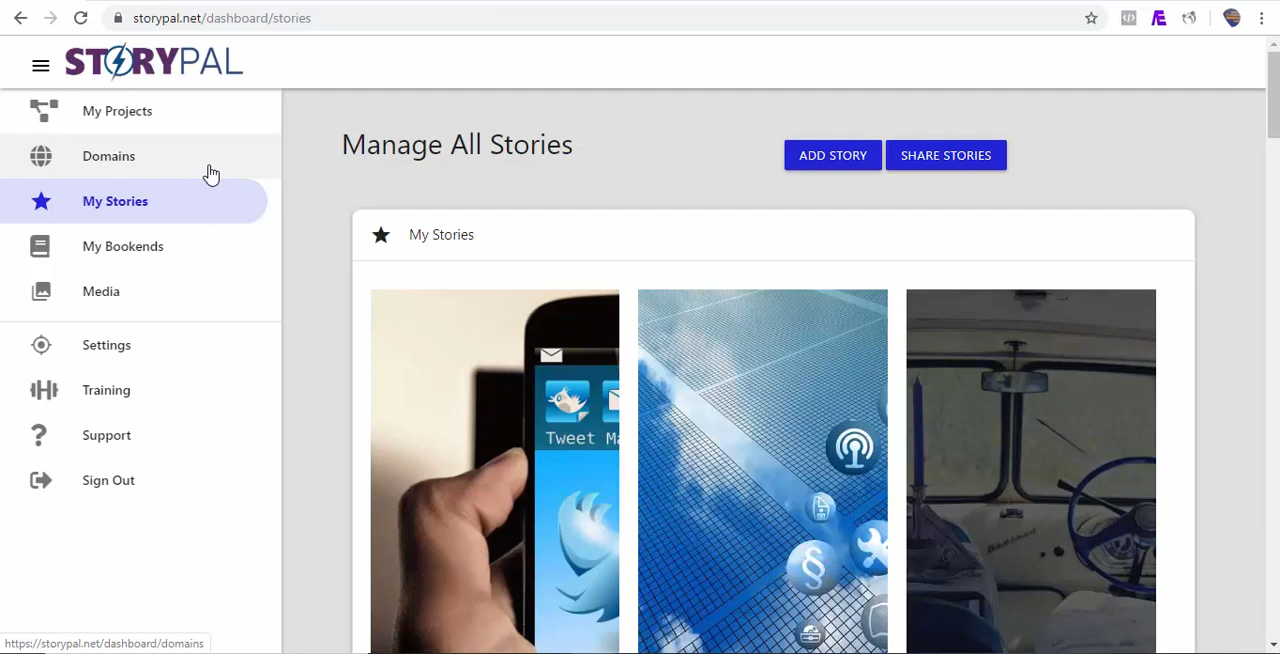 storypal.net/dashboard/stories
STORYPAL
My Projects
Domains
My Stories
My Bookends
Media
Settings
Training
Support
Sign Out
Manage All Stories
ADD STORY
SHARE STORIES
My Stories
Tweet
https://storypal.net/dashboard/domains